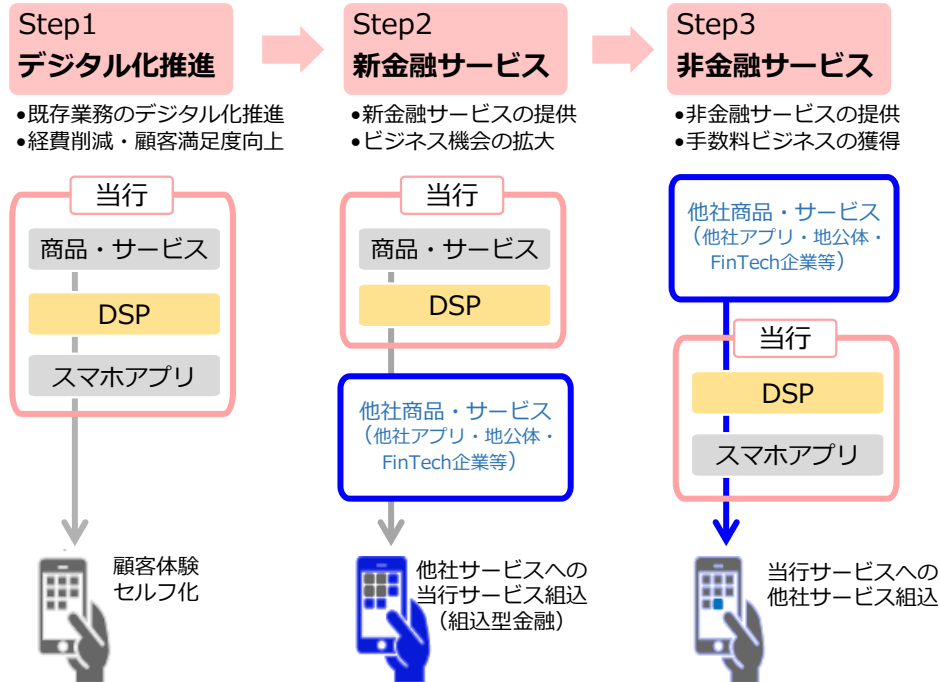 Step1
デジタル化推進
•既存業務のデジタル化推進
•経費削減・顧客満足度向上
当行
商品・サービス
DSP
スマホアプリ
顧客体験
セルフ化
Step2
新金融サービス
•新金融サービスの提供
•ビジネス機会の拡大
当行
商品・サービス
DSP
他社商品・サービス
（他社アプリ・地公体・
FinTech企業等）
他社サービスへの
当行サービス組込
（組込型金融）
Step3
非金融サービス
•非金融サービスの提供
•手数料ビジネスの獲得
他社商品・サービス
（他社アプリ・地公体・
FinTech企業等）
当行
DSP
スマホアプリ
当行サービスへの
他社サービス組込